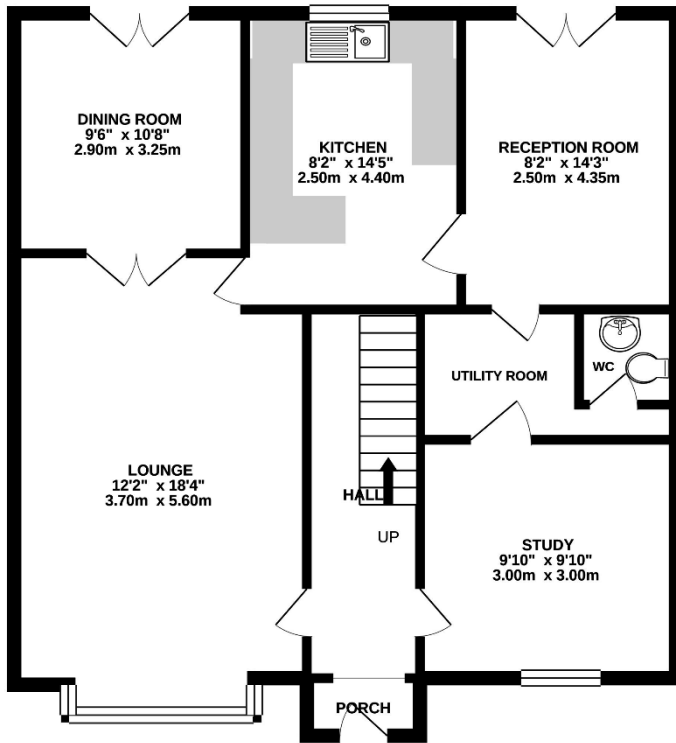 DINING ROOM
9'6" x 10'8"
2.90m x 3.25m
KITCHEN
8'2" x 14'5"
2.50m x 4.40m
RECEPTION ROOM
8'2" x 14'3"
2.50m x 4.35m
UTILITY ROOM
WC
LOUNGE
12'2" x 18'4"
3.70m x 5.60m
HALL
UP
STUDY
9'10" x 9'10"
3.00m x 3.00m
PORCH